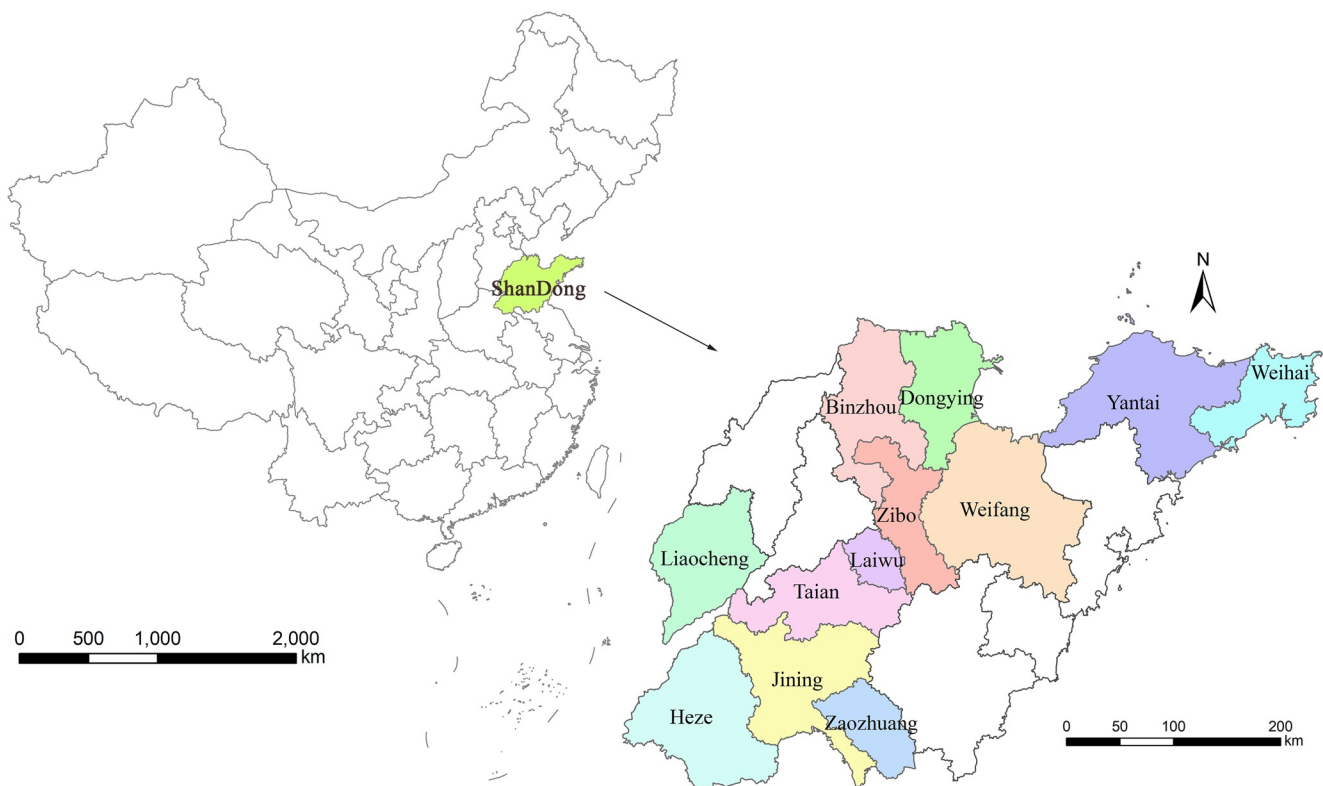 ShanDong
N
Weihai
Yantai
Binzhou
Dongying
Weifang
Zibo
Liaocheng
Laiwu
Taian
Jining
Heze
Zaozhuang
0 500 1,000 2,000
km
0 50 100 200
km